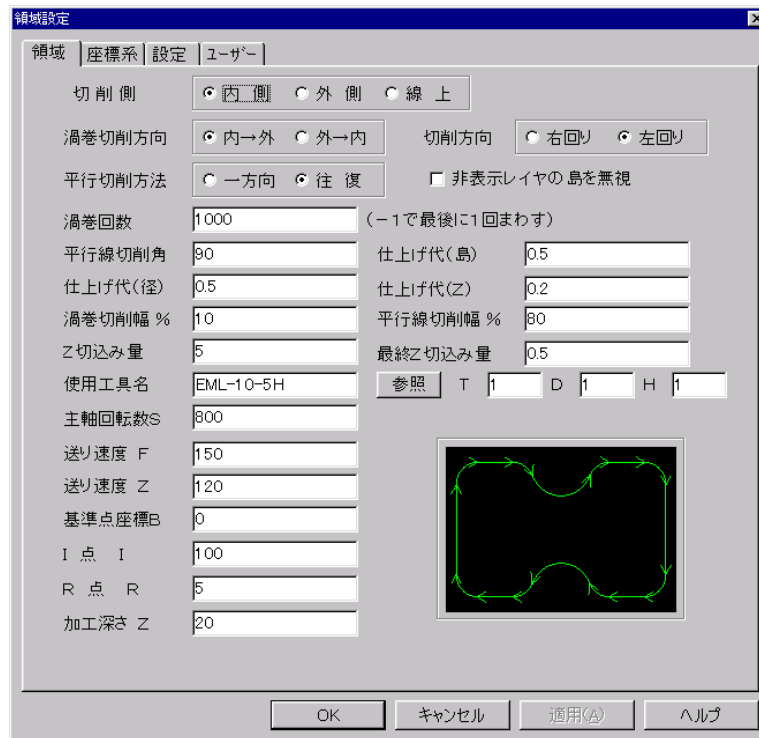 領域設定
領域 座標系 設定 ユーザー
切 削 側 内 側 外 側 線 上
渦巻切削方向 内→外 外→内 切削方向 右回り 左回り
平行切削方法 一方向 往 復 非表示レイヤの島を無視
渦巻回数 1000 (－1で最後に1回まわす)
平行線切削角 90 仕上げ代(島) 0.5
仕上げ代(径) 0.5 仕上げ代(Z) 0.2
渦巻切削幅 % 10 平行線切削幅 % 80
Z切込み量 5 最終Z切込み量 0.5
使用工具名 EML-10-5H 参照 T 1 D 1 H 1
主軸回転数S 800
送り速度 F 150
送り速度 Z 120
基準点座標B 0
I 点 I 100
R 点 R 5
加工深さ Z 20
OK キャンセル 適用(A) ヘルプ